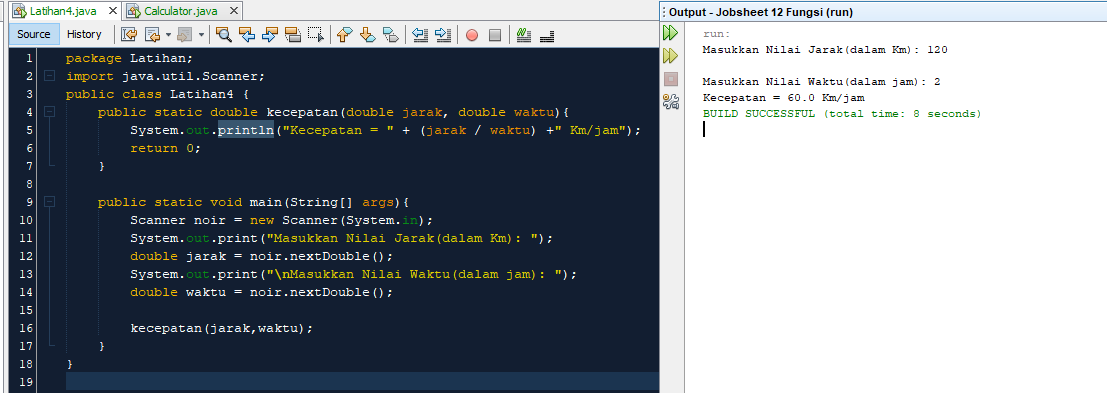 Latihan4.java
Calculator.java
Source History
1 package Latihan;
2 import java.util.Scanner;
3 public class Latihan4 {
4 public static double kecepatan(double jarak, double waktu){
5 System.out.println("Kecepatan = " + (jarak / waktu) +" Km/jam");
6 return 0;
7 }
8
9 public static void main(String[] args){
10 Scanner noir = new Scanner(System.in);
11 System.out.print("Masukkan Nilai Jarak(dalam Km): ");
12 double jarak = noir.nextDouble();
13 System.out.print("\nMasukkan Nilai Waktu(dalam jam): ");
14 double waktu = noir.nextDouble();
15
16 kecepatan(jarak,waktu);
17 }
18 }
19
Output - Jobsheet 12 Fungsi (run)
run:
Masukkan Nilai Jarak(dalam Km): 120
Masukkan Nilai Waktu(dalam jam): 2
Kecepatan = 60.0 Km/jam
BUILD SUCCESSFUL (total time: 8 seconds)